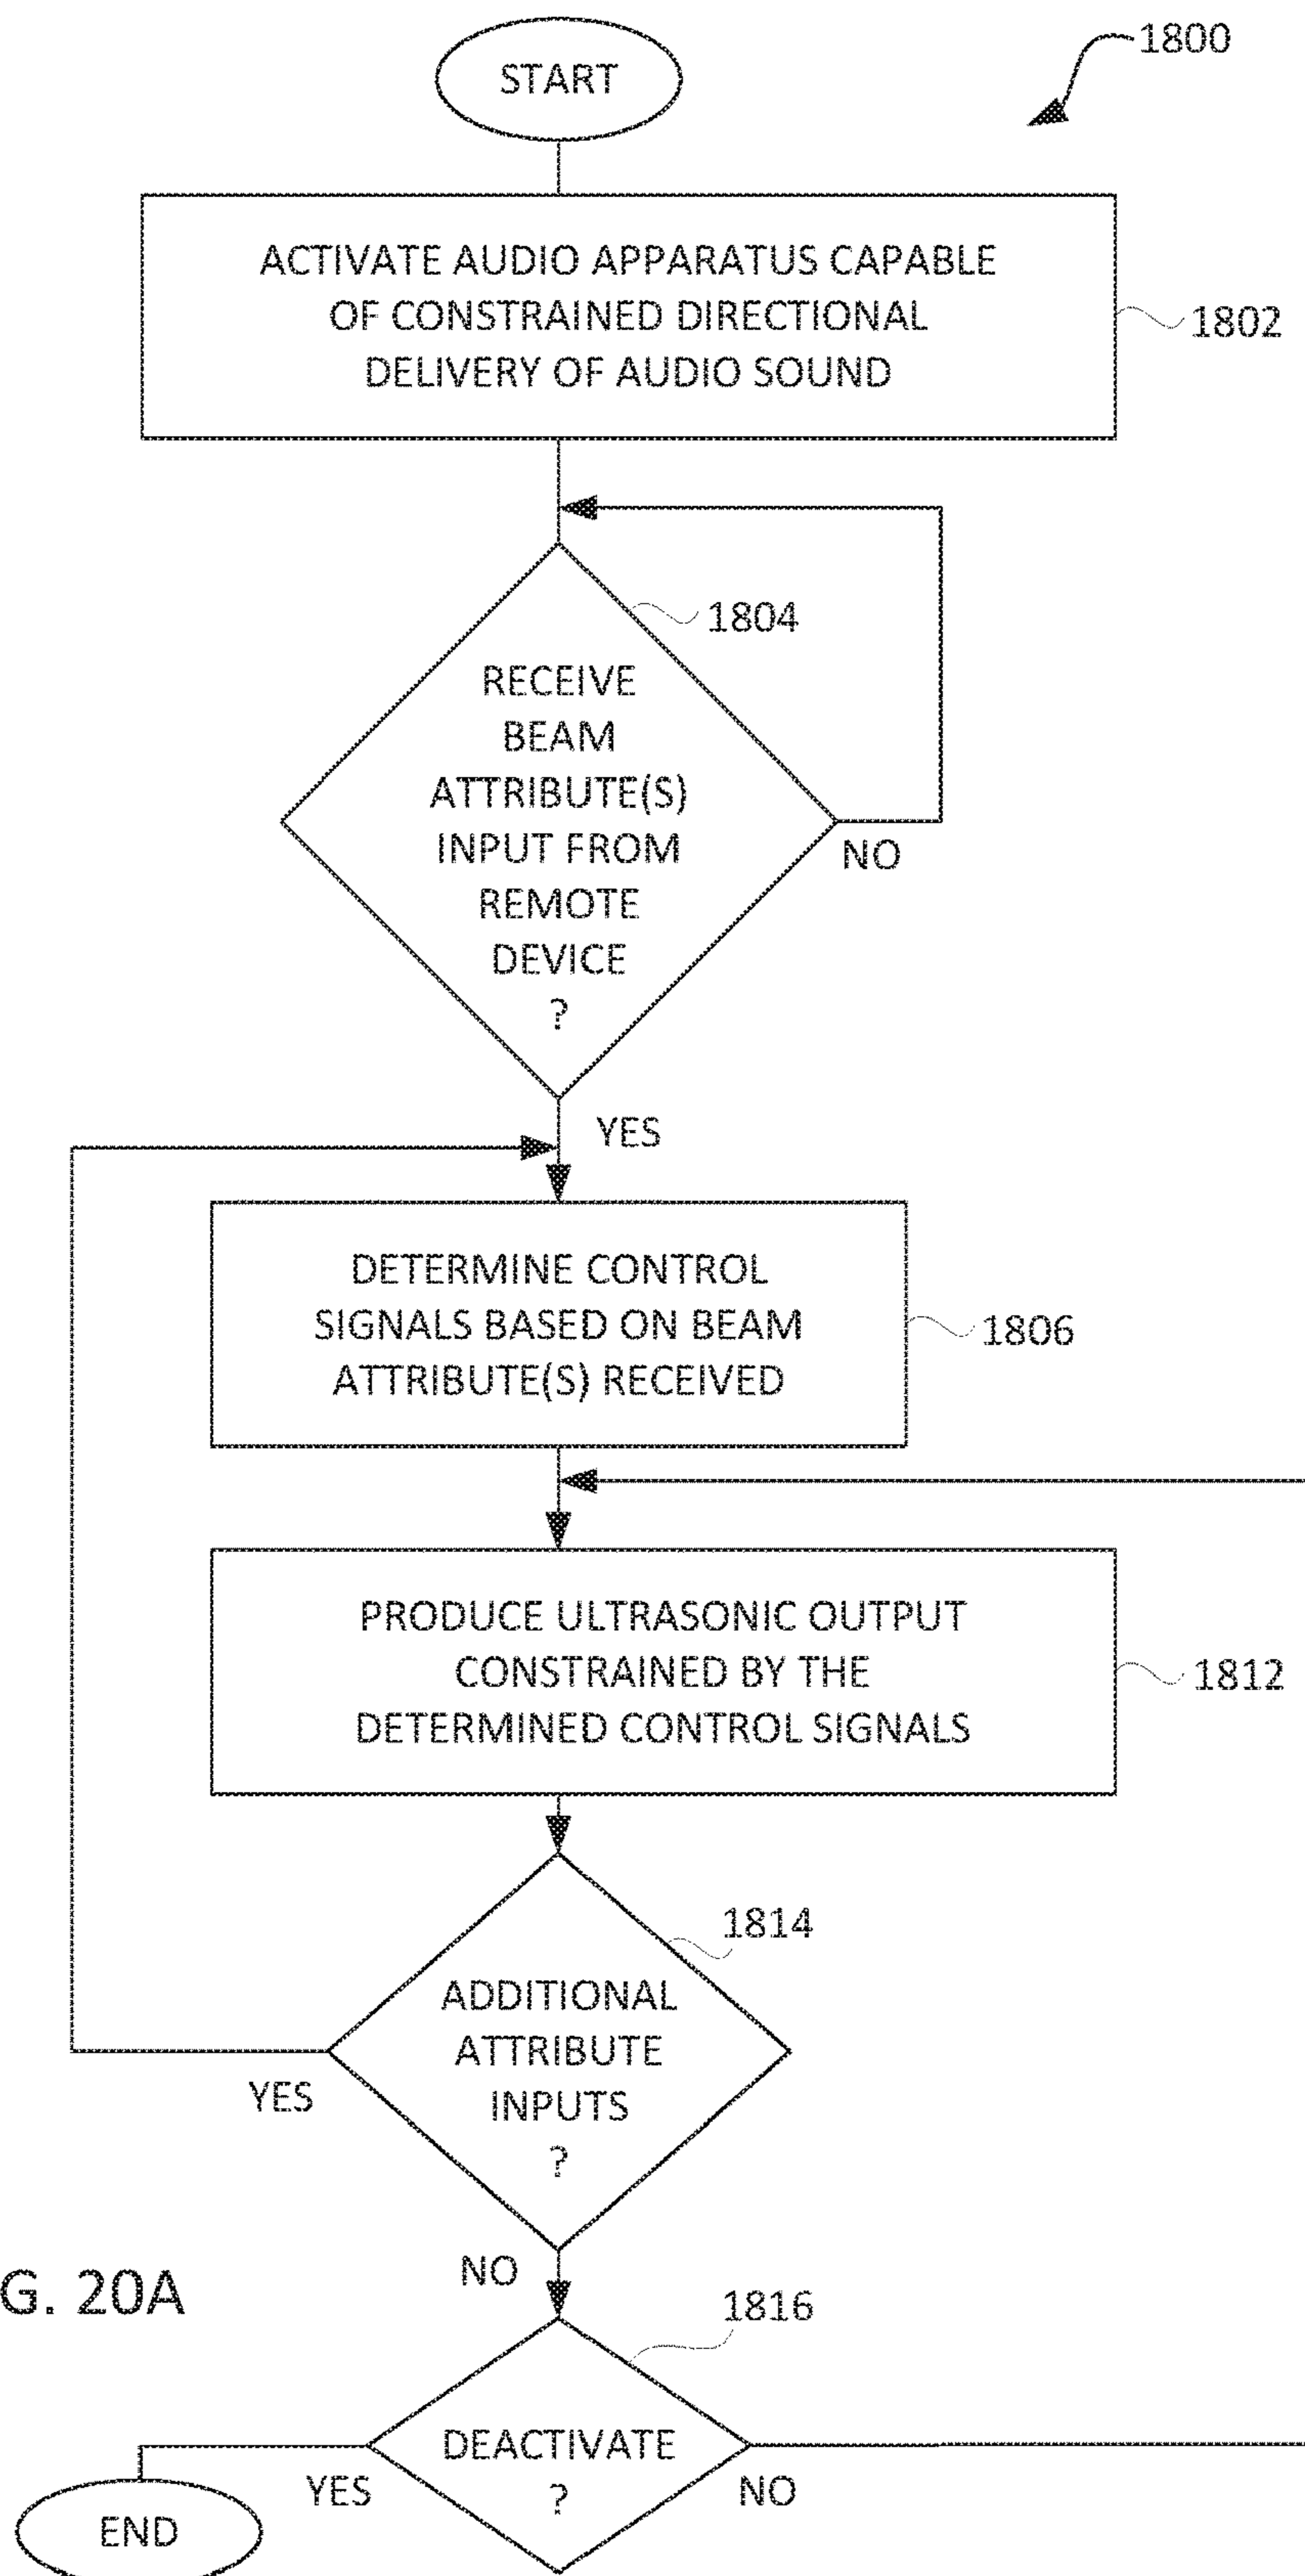 START
1800
ACTIVATE AUDIO APPARATUS CAPABLE
OF CONSTRAINED DIRECTIONAL
DELIVERY OF AUDIO SOUND
1802
1804
RECEIVE
BEAM
ATTRIBUTE(S)
INPUT FROM
REMOTE
DEVICE
?
NO
YES
DETERMINE CONTROL
SIGNALS BASED ON BEAM
ATTRIBUTE(S) RECEIVED
1806
PRODUCE ULTRASONIC OUTPUT
CONSTRAINED BY THE
DETERMINED CONTROL SIGNALS
1812
1814
ADDITIONAL
ATTRIBUTE
INPUTS
?
YES
NO
G. 20A
1816
DEACTIVATE
?
YES
NO
END